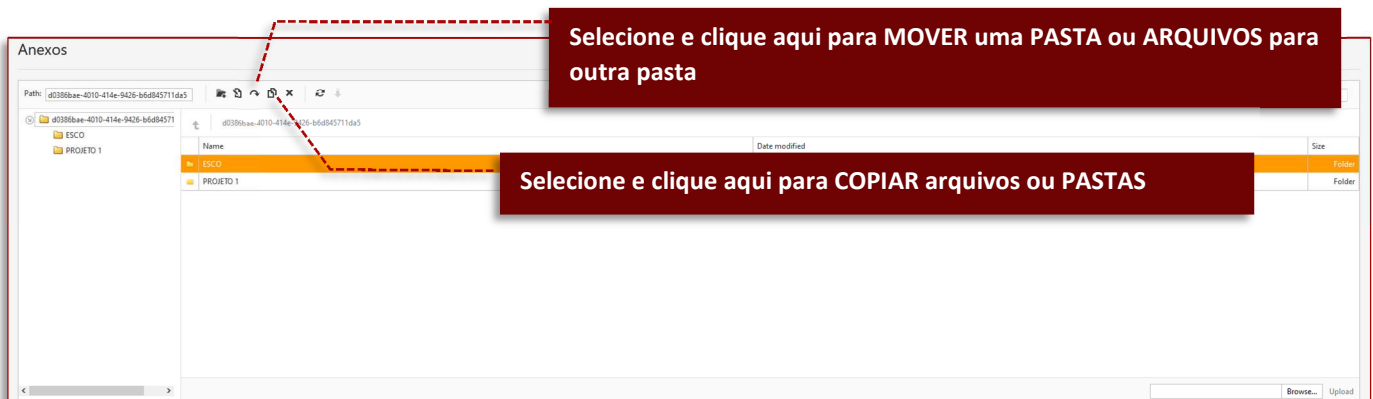 Selecione e clique aqui para MOVER uma PASTA ou ARQUIVOS para
outra pasta
Anexos
Path: d0386bae-4010-414e-9426-b6d845711da5
d0386bae-4010-414e-9426-b6d84571
d0386bae-4010-414e-9426-b6d845711da5
ESCO
PROJETO 1
Name Date modified Size
ESCO Folder
PROJETO 1 Folder
Selecione e clique aqui para COPIAR arquivos ou PASTAS
Browse... Upload